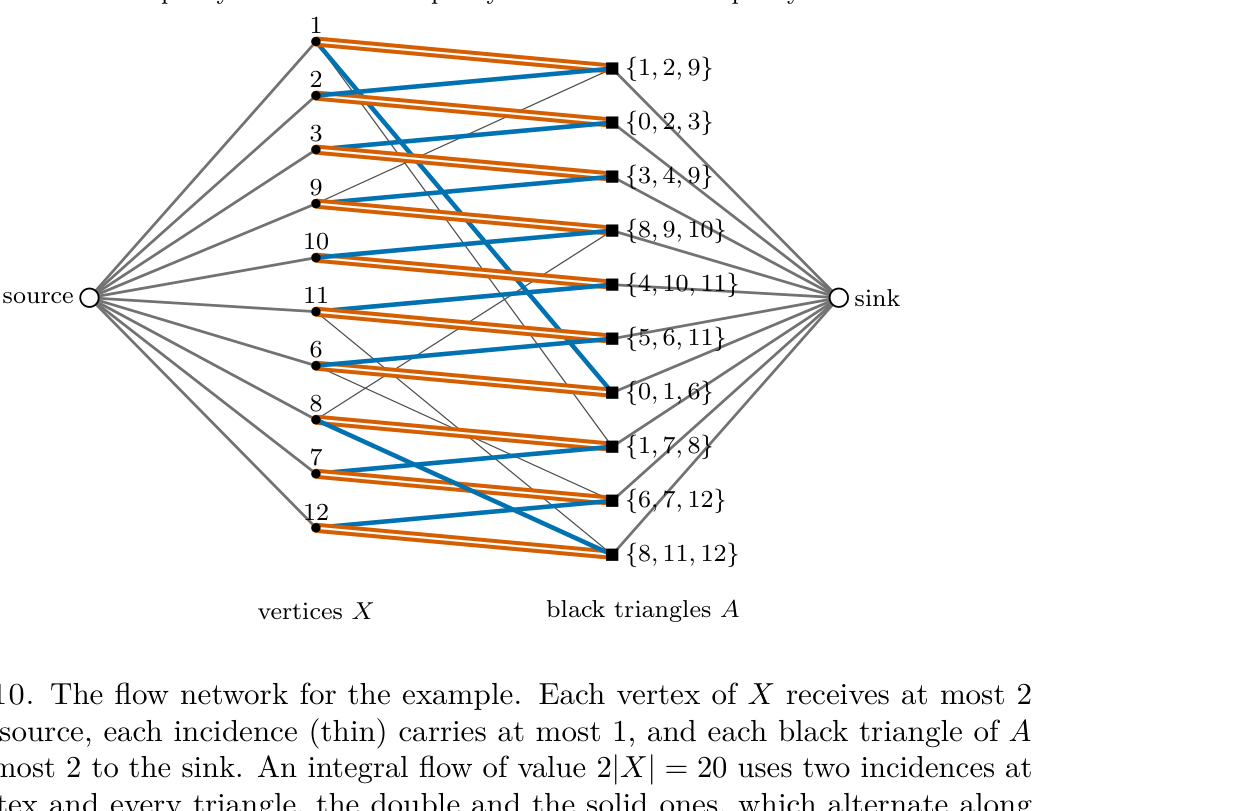 1
{1, 2, 9}
2
{0, 2, 3}
3
{3, 4, 9}
9
{8, 9, 10}
10
{4, 10, 11}
source
11
sink
{5, 6, 11}
6
{0, 1, 6}
8
{1, 7, 8}
7
{6, 7, 12}
12
{8, 11, 12}
vertices X
black triangles A
10. The flow network for the example. Each vertex of X receives at most 2
source, each incidence (thin) carries at most 1, and each black triangle of A
most 2 to the sink. An integral flow of value 2|X| = 20 uses two incidences at
tex and every triangle, the double and the solid ones, which alternate along